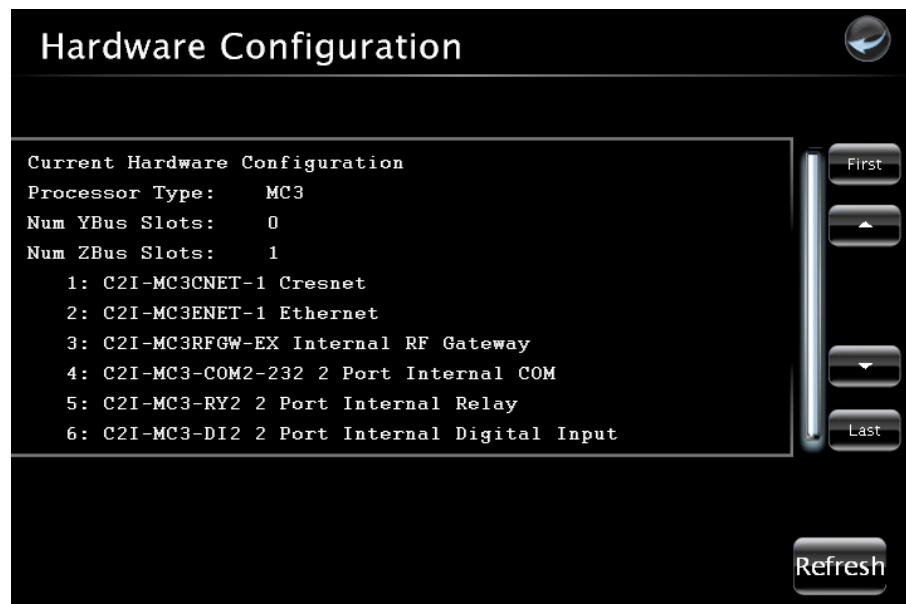 Hardware Configuration
Current Hardware Configuration
Processor Type: MC3
Num YBus Slots: 0
Num ZBus Slots: 1
1: C2I-MC3CNET-1 Cresnet
2: C2I-MC3ENET-1 Ethernet
3: C2I-MC3RFGW-EX Internal RF Gateway
4: C2I-MC3-COM2-232 2 Port Internal COM
5: C2I-MC3-RY2 2 Port Internal Relay
6: C2I-MC3-DI2 2 Port Internal Digital Input
First
Last
Refresh